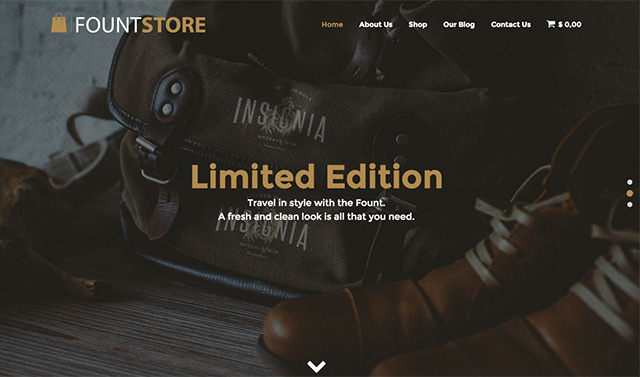 FOUNTSTORE
Home About Us Shop Our Blog Contact Us $ 0,00
INSIGNIA
Limited Edition
Travel in style with the Fount.
A fresh and clean look is all that you need.
INSIGNIA